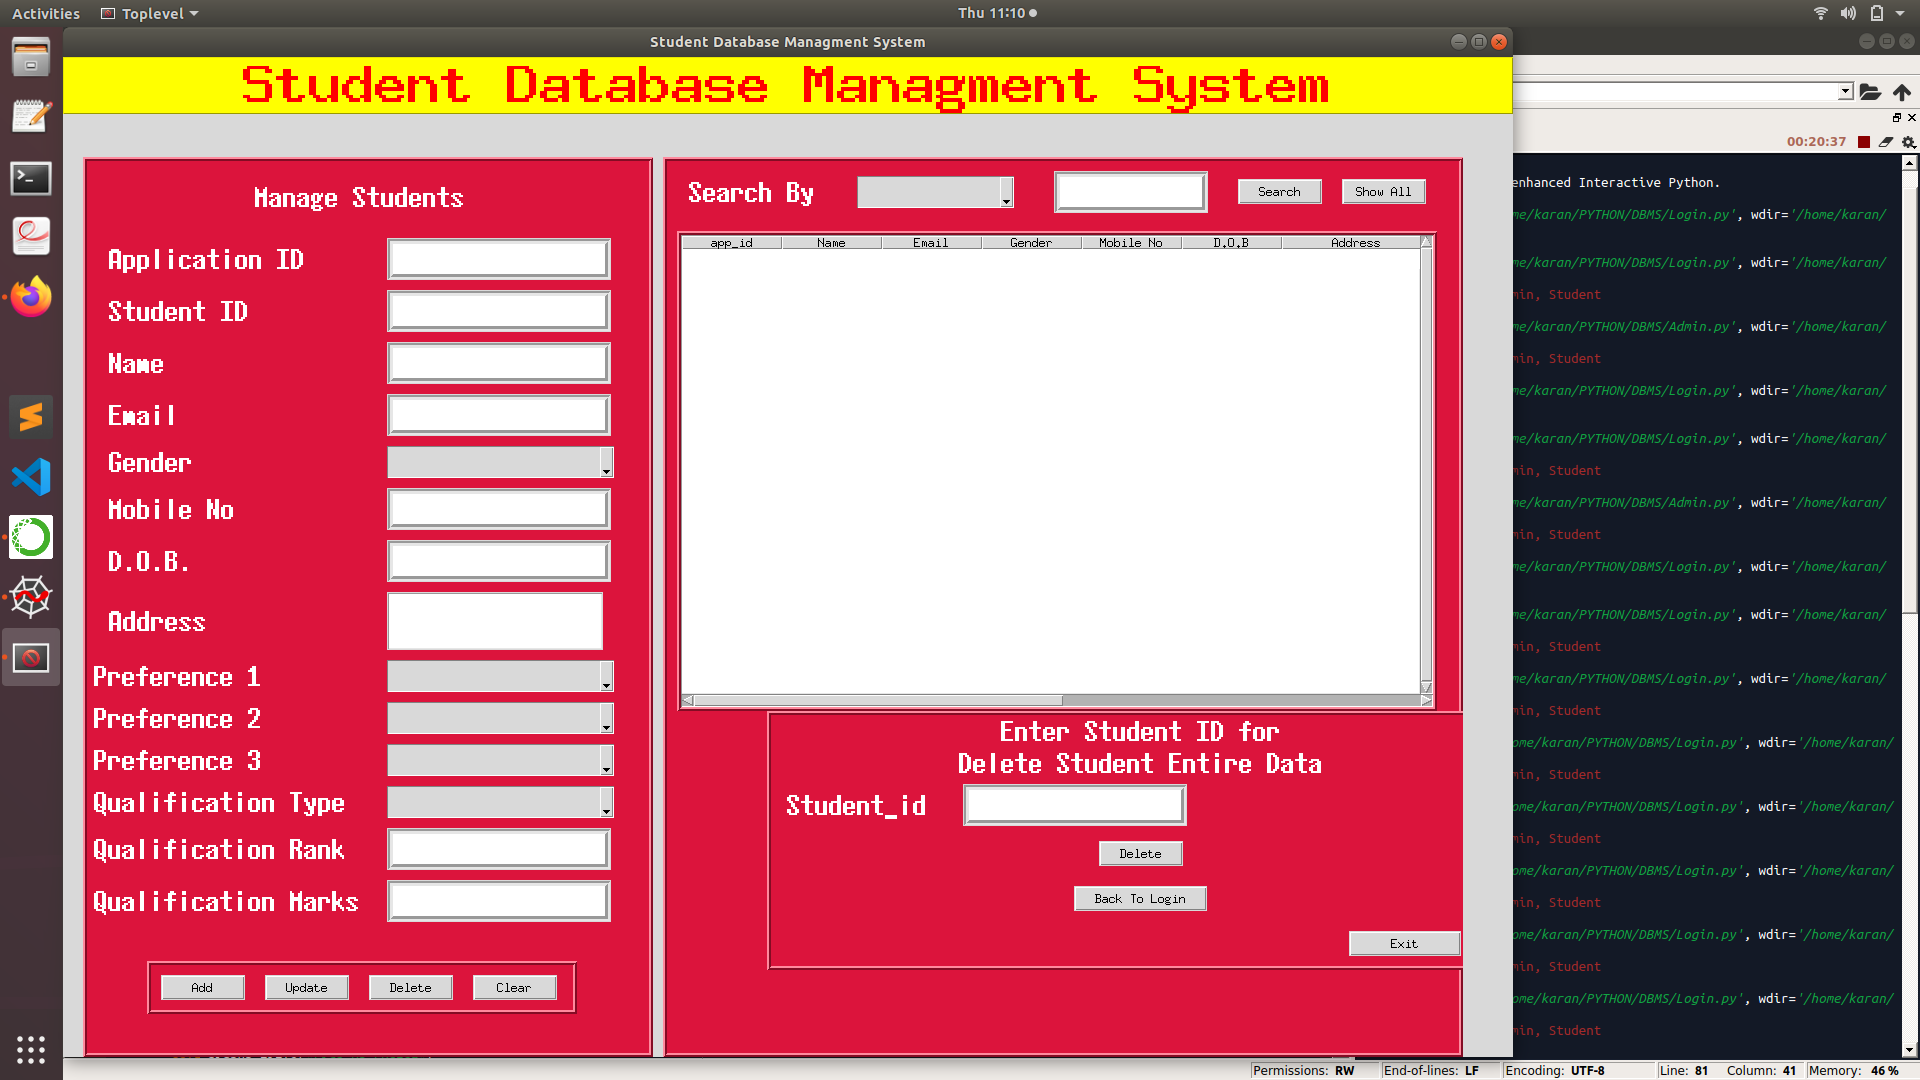 Activities Toplevel Thu 11:10
Student Database Managment System
Student Database Managment System
Manage Students
Application ID
Student ID
Name
Email
Gender
Mobile No
D.O.B.
Address
Preference 1
Preference 2
Preference 3
Qualification Type
Qualification Rank
Qualification Marks
Add Update Delete Clear
Search By Search Show All
app_id Name Email Gender Mobile No D.O.B Address
Enter Student ID for
Delete Student Entire Data
Student_id
Delete
Back To Login
Exit
00:20:37
enhanced Interactive Python.
me/karan/PYTHON/DBMS/Login.py', wdir='/home/karan/
me/karan/PYTHON/DBMS/Login.py', wdir='/home/karan/
min, Student
me/karan/PYTHON/DBMS/Admin.py', wdir='/home/karan/
min, Student
me/karan/PYTHON/DBMS/Login.py', wdir='/home/karan/
me/karan/PYTHON/DBMS/Login.py', wdir='/home/karan/
min, Student
me/karan/PYTHON/DBMS/Admin.py', wdir='/home/karan/
min, Student
me/karan/PYTHON/DBMS/Login.py', wdir='/home/karan/
me/karan/PYTHON/DBMS/Login.py', wdir='/home/karan/
min, Student
me/karan/PYTHON/DBMS/Login.py', wdir='/home/karan/
min, Student
ome/karan/PYTHON/DBMS/Login.py', wdir='/home/karan/
min, Student
ome/karan/PYTHON/DBMS/Login.py', wdir='/home/karan/
min, Student
ome/karan/PYTHON/DBMS/Login.py', wdir='/home/karan/
min, Student
ome/karan/PYTHON/DBMS/Login.py', wdir='/home/karan/
min, Student
ome/karan/PYTHON/DBMS/Login.py', wdir='/home/karan/
min, Student
Permissions: RW End-of-lines: LF Encoding: UTF-8 Line: 81 Column: 41 Memory: 46 %